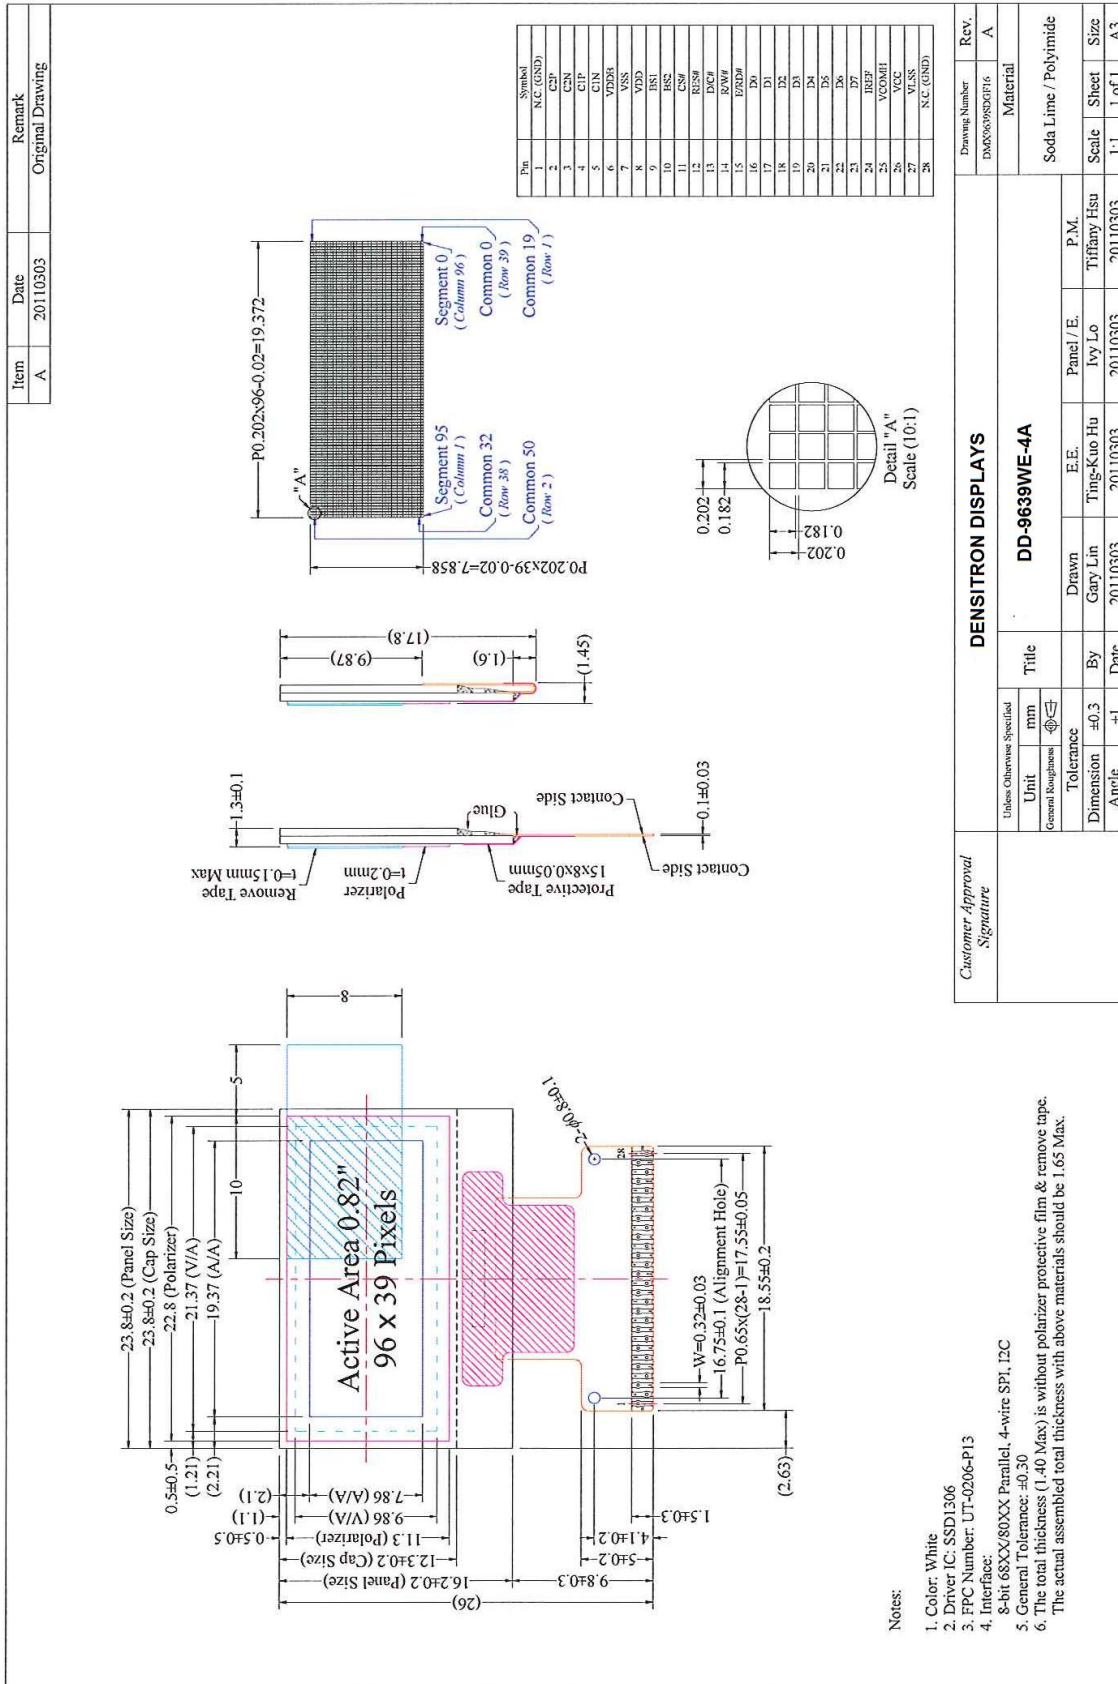 Item Date Remark
A 20110303 Original Drawing
23.8±0.2 (Panel Size)
23.8±0.2 (Cap Size)
22.8 (Polarizer)
21.37 (V/A)
19.37 (A/A)
0.5±0.5
(1.21)
(2.21)
10
5
8
Active Area 0.82"
96 x 39 Pixels
(2.1)
7.86 (A/A)
(1.1)
9.86 (V/A)
0.5±0.5
11.3 (Polarizer)
12.3±0.2 (Cap Size)
16.2±0.2 (Panel Size)
(26)
9.8±0.3
5±0.2
4.1±0.2
1.5±0.3
2-ϕ0.8±0.1
1
28
W=0.32±0.03
16.75±0.1 (Alignment Hole)
P0.65x(28-1)=17.55±0.05
18.55±0.2
(2.63)
1.3±0.1
Remove Tape
t=0.15mm Max
Polarizer
t=0.2mm
Protective Tape
15x8x0.05mm
Glue
Contact Side
Contact Side
0.1±0.03
(17.8)
(9.87)
(1.6)
(1.45)
P0.202x96-0.02=19.372
"A"
P0.202x39-0.02=7.858
Segment 95
( Column 1 )
Common 32
( Row 38 )
Common 50
( Row 2 )
Segment 0
( Column 96 )
Common 0
( Row 39 )
Common 19
( Row 1 )
0.202
0.182
0.182
0.202
Detail "A"
Scale (10:1)
Pin Symbol
1 N.C. (GND)
2 C2P
3 C2N
4 C1P
5 C1N
6 VDDB
7 VSS
8 VDD
9 BS1
10 BS2
11 CS#
12 RES#
13 D/C#
14 R/W#
15 E/RD#
16 D0
17 D1
18 D2
19 D3
20 D4
21 D5
22 D6
23 D7
24 IREF
25 VCOMH
26 VCC
27 VLSS
28 N.C. (GND)
Notes:
1. Color: White
2. Driver IC: SSD1306
3. FPC Number: UT-0206-P13
4. Interface:
8-bit 68XX/80XX Parallel, 4-wire SPI, I2C
5. General Tolerance: ±0.30
6. The total thickness (1.40 Max) is without polarizer protective film & remove tape.
The actual assembled total thickness with above materials should be 1.65 Max.
Customer Approval
Signature
DENSITRON DISPLAYS
Drawing Number Rev.
DMX9639SDGF16 A
Unless Otherwise Specified
Unit mm
General Roughness
Tolerance
Dimension ±0.3
Angle ±1
Title
DD-9639WE-4A
Material
Soda Lime / Polyimide
Drawn E.E. Panel / E. P.M.
By Gary Lin Ting-Kuo Hu Ivy Lo Tiffany Hsu
Date 20110303 20110303 20110303 20110303
Scale Sheet Size
1:1 1 of 1 A3